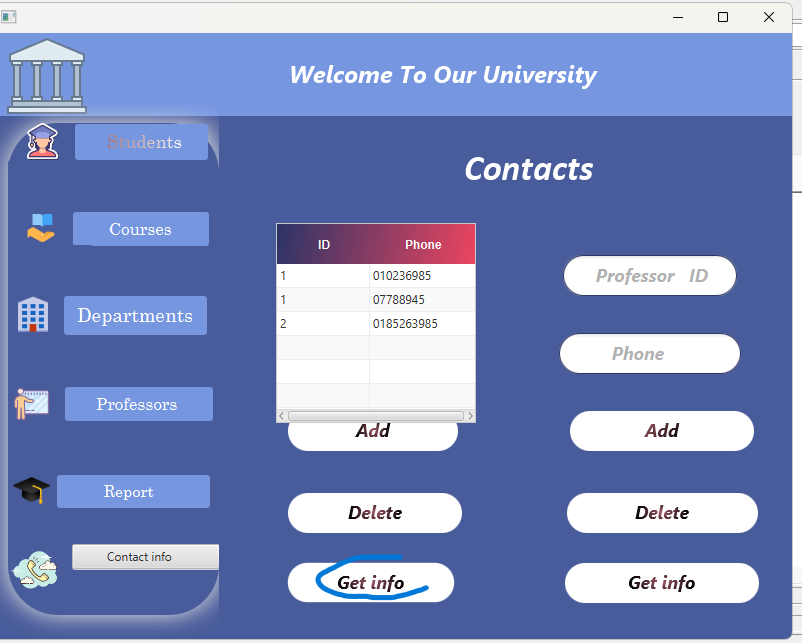 Welcome To Our University
Students
Courses
Departments
Professors
Report
Contact info
Contacts
ID Phone
1 010236985
1 07788945
2 0185263985
Add
Delete
Get info
Professor ID
Phone
Add
Delete
Get info